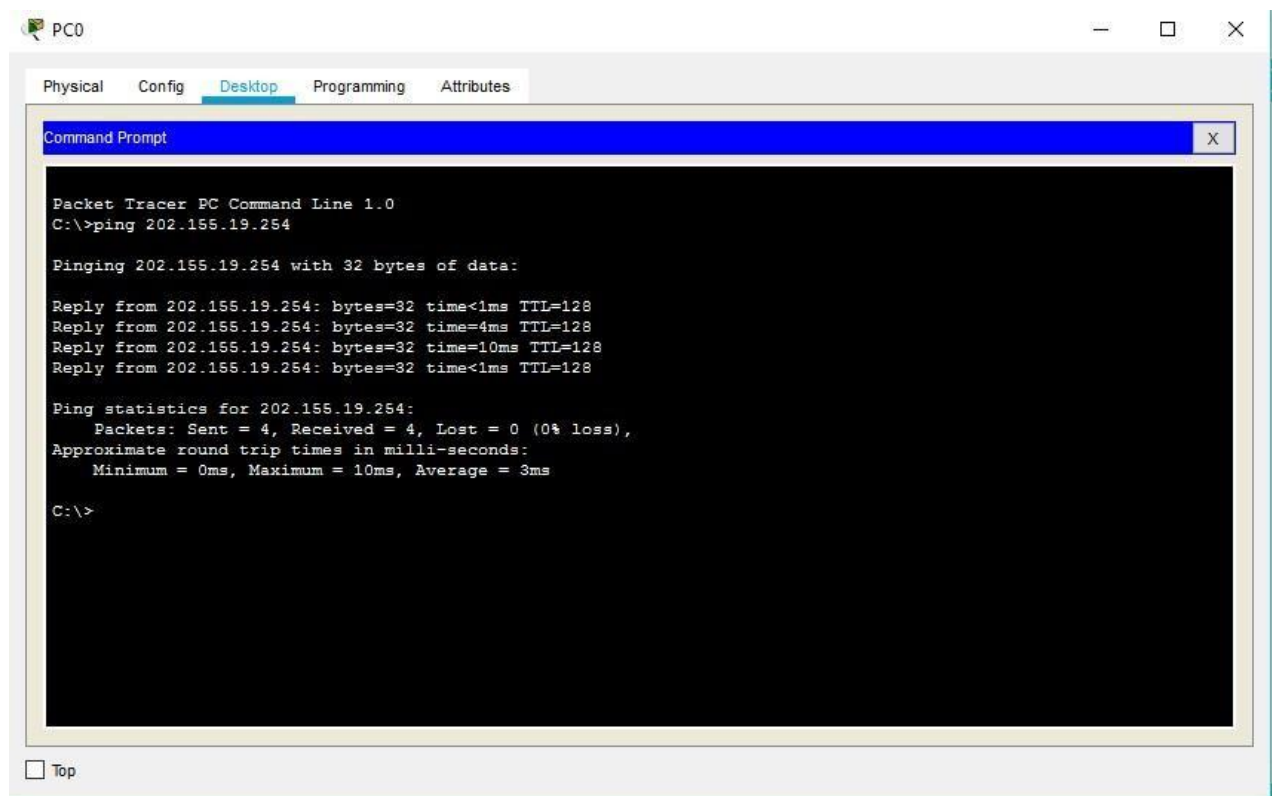 PC0
Physical Config Desktop Programming Attributes
Command Prompt X
Packet Tracer PC Command Line 1.0
C:\>ping 202.155.19.254
Pinging 202.155.19.254 with 32 bytes of data:
Reply from 202.155.19.254: bytes=32 time<1ms TTL=128
Reply from 202.155.19.254: bytes=32 time=4ms TTL=128
Reply from 202.155.19.254: bytes=32 time=10ms TTL=128
Reply from 202.155.19.254: bytes=32 time<1ms TTL=128
Ping statistics for 202.155.19.254:
Packets: Sent = 4, Received = 4, Lost = 0 (0% loss),
Approximate round trip times in milli-seconds:
Minimum = 0ms, Maximum = 10ms, Average = 3ms
C:\>
Top